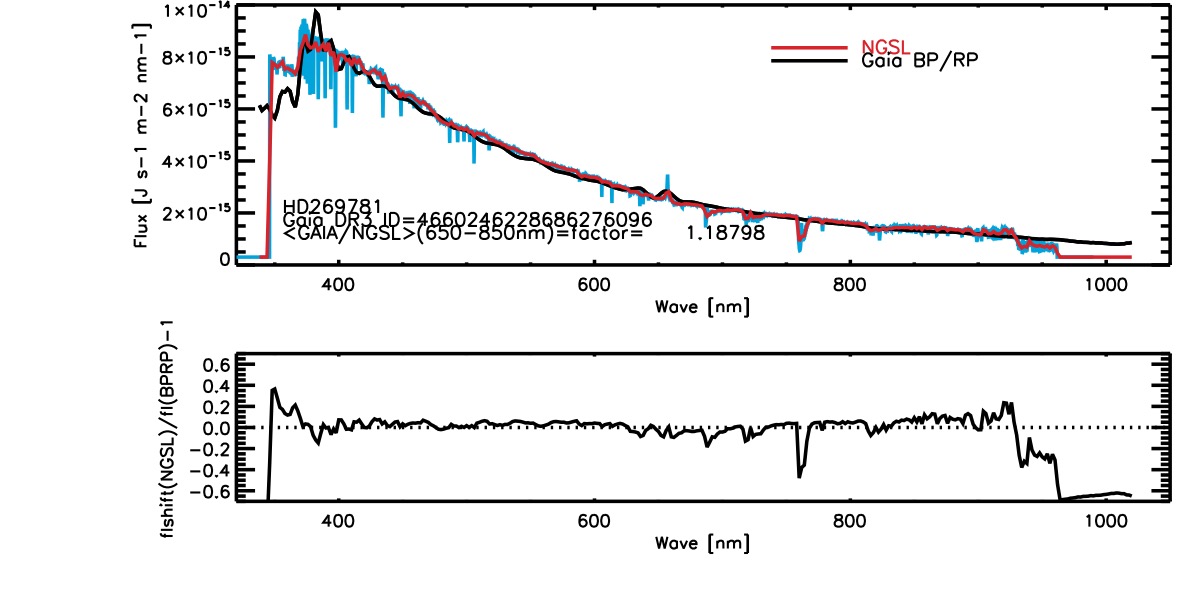 1×10⁻¹⁴
8×10⁻¹⁵
6×10⁻¹⁵
4×10⁻¹⁵
2×10⁻¹⁵
0
Flux [J s−1 m−2 nm−1]
NGSL
Gaia BP/RP
HD269781
Gaia DR3 ID=4660246228686276096
<GAIA/NGSL>(650−850nm)=factor= 1.18798
400 600 800 1000
Wave [nm]
flshift(NGSL)/fl(BPRP)−1
0.6
0.4
0.2
0.0
−0.2
−0.4
−0.6
400 600 800 1000
Wave [nm]